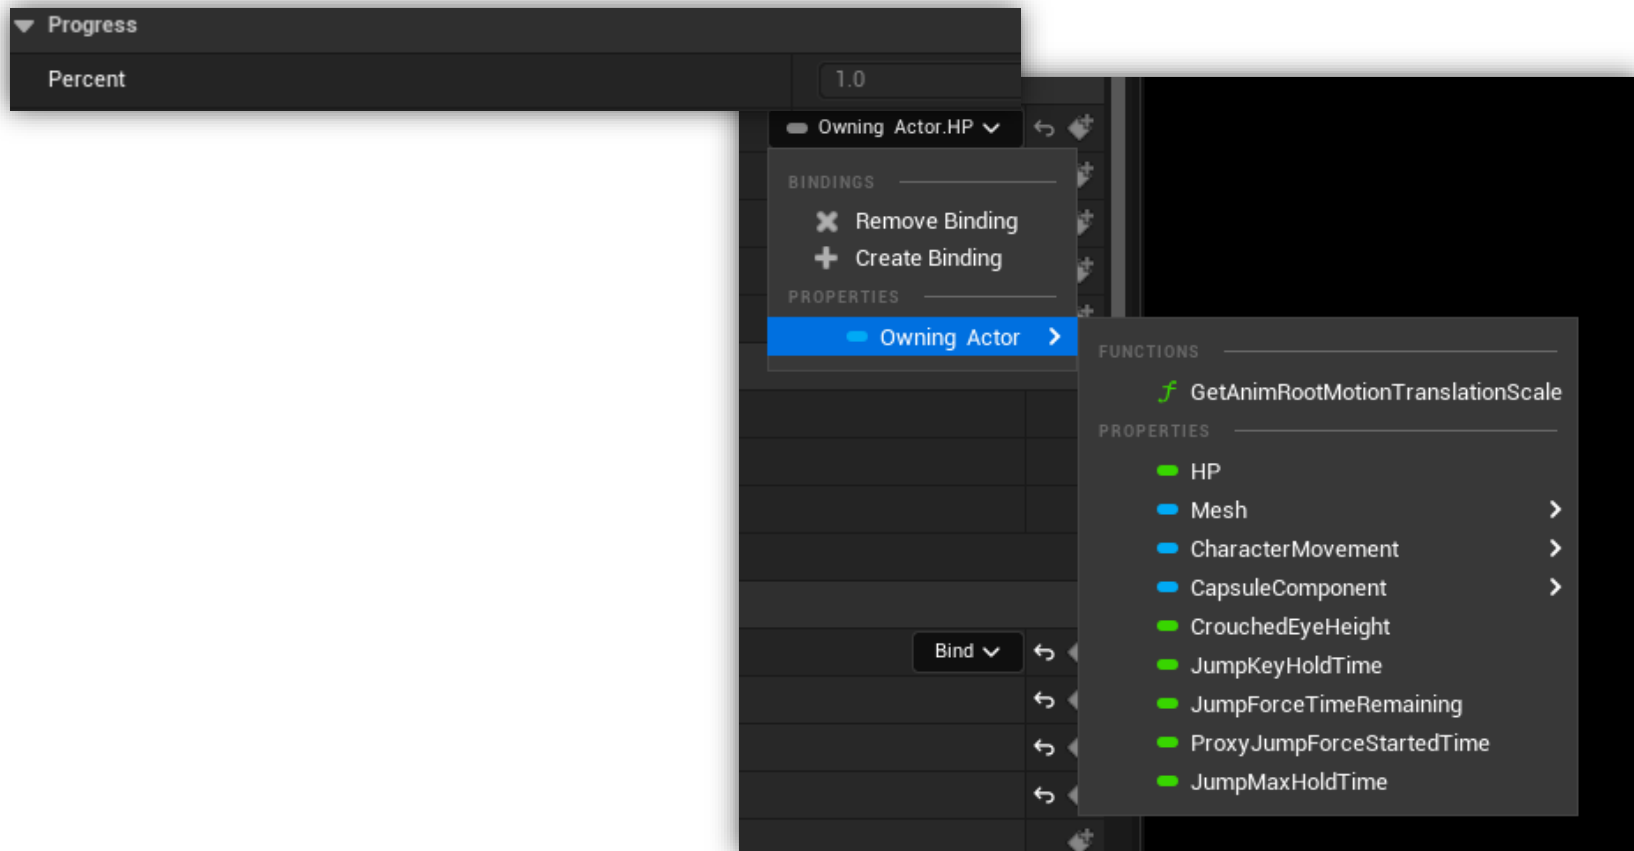 Progress
Percent
1.0
Owning Actor.HP
BINDINGS
Remove Binding
Create Binding
PROPERTIES
Owning Actor
FUNCTIONS
GetAnimRootMotionTranslationScale
PROPERTIES
HP
Mesh
CharacterMovement
CapsuleComponent
CrouchedEyeHeight
JumpKeyHoldTime
JumpForceTimeRemaining
ProxyJumpForceStartedTime
JumpMaxHoldTime
Bind